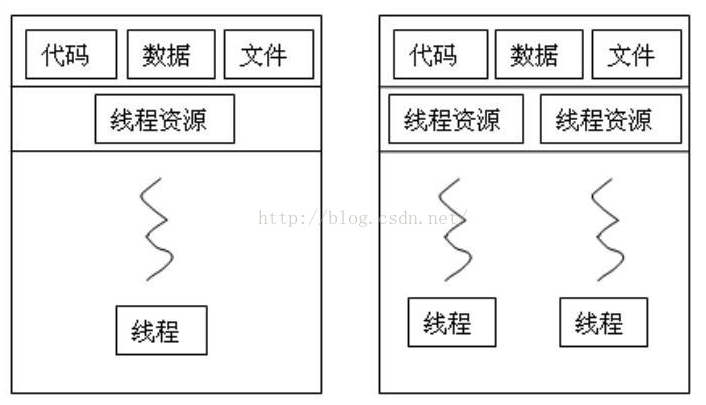 代码 数据 文件
线程资源
线程
代码 数据 文件
线程资源 线程资源
线程 线程
http://blog.csdn.net/